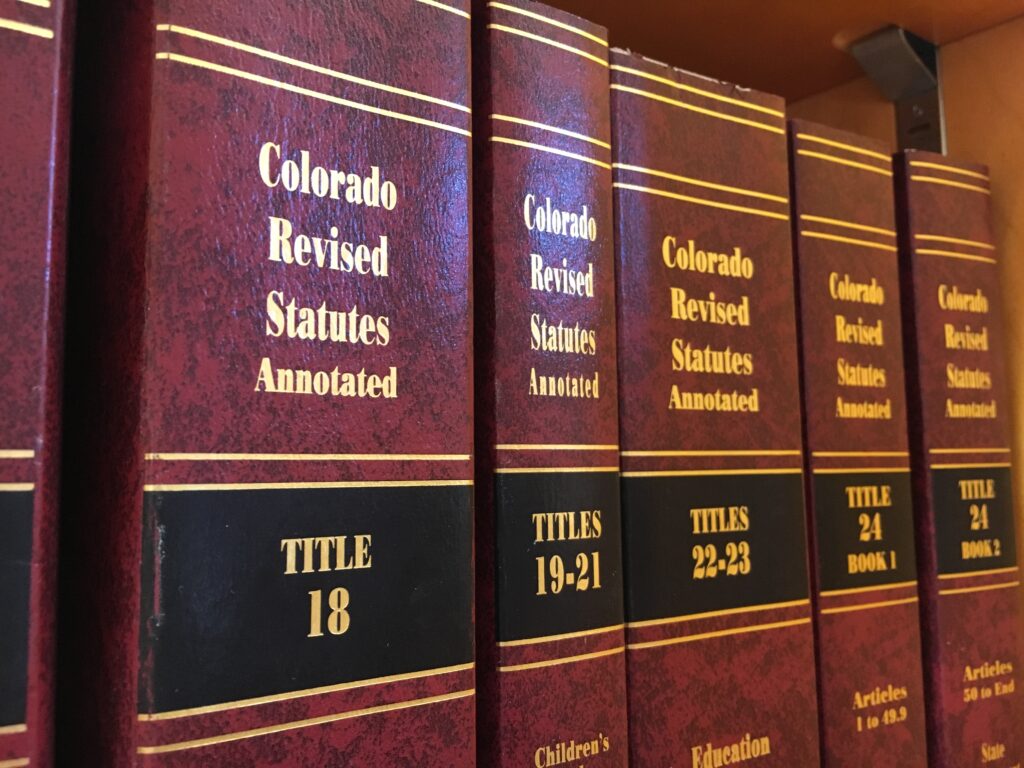 Colorado
Revised
Statutes
Annotated
TITLE
18
Colorado
Revised
Statutes
Annotated
TITLES
19-21
Children's
Colorado
Revised
Statutes
Annotated
TITLES
22-23
Education
Colorado
Revised
Statutes
Annotated
TITLE
24
BOOK 1
Articles
1 to 49.9
Colorado
Revised
Statutes
Annotated
TITLE
24
BOOK 2
Articles
50 to End
State